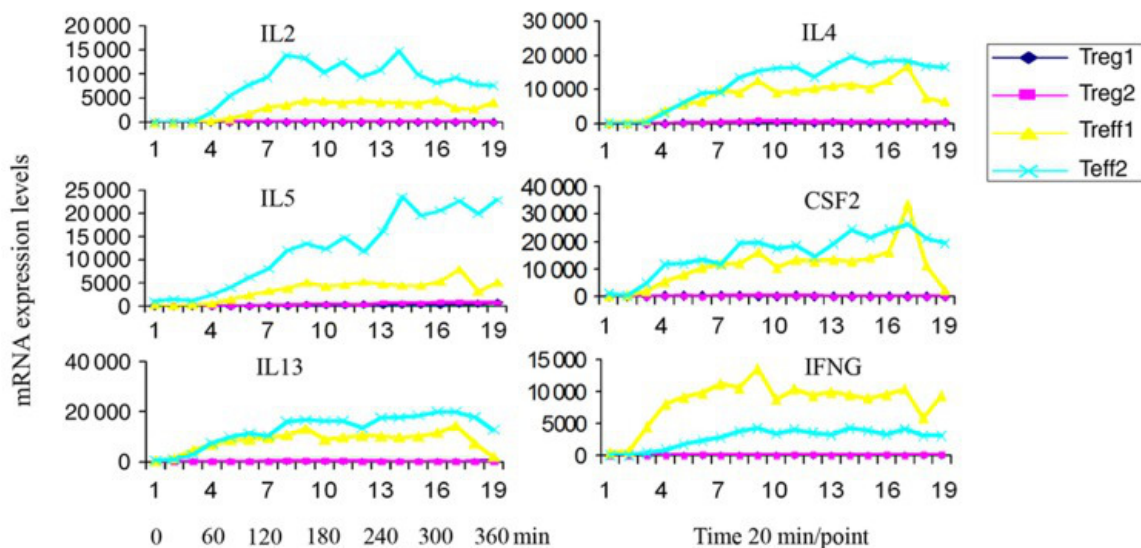 mRNA expression levels
IL2
20 000
15 000
10 000
5000
0
1 4 7 10 13 16 19
IL4
30 000
20 000
10 000
0
1 4 7 10 13 16 19
Treg1
Treg2
Treff1
Teff2
IL5
25 000
20 000
15 000
10 000
5000
0
1 4 7 10 13 16 19
CSF2
40 000
30 000
20 000
10 000
0
1 4 7 10 13 16 19
IL13
40 000
20 000
0
1 4 7 10 13 16 19
IFNG
15 000
10 000
5000
0
1 4 7 10 13 16 19
0 60 120 180 240 300 360 min
Time 20 min/point